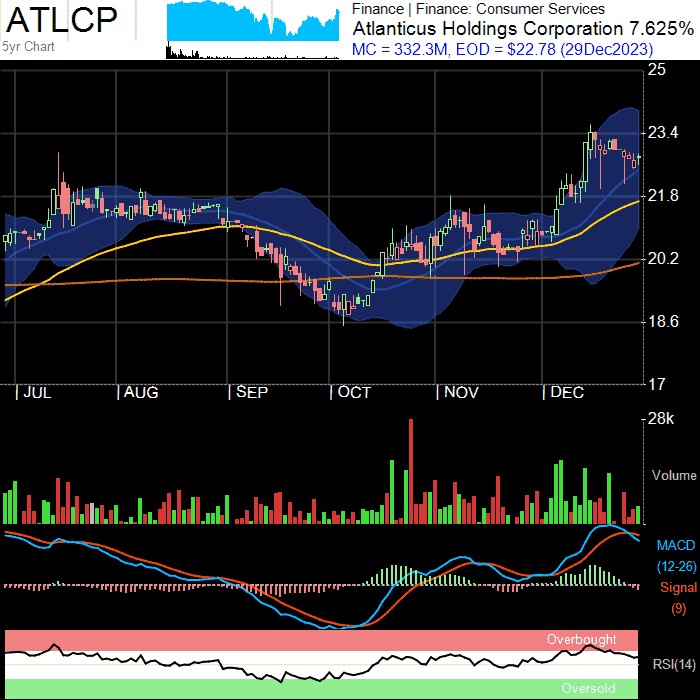 ATLCP
5yr Chart
Finance | Finance: Consumer Services
Atlanticus Holdings Corporation 7.625%
MC = 332.3M, EOD = $22.78 (29Dec2023)
25
23.4
21.8
20.2
18.6
17
| JUL | AUG | SEP | OCT | NOV | DEC
28k
Volume
MACD
(12-26)
Signal
(9)
Overbought
RSI(14)
Oversold